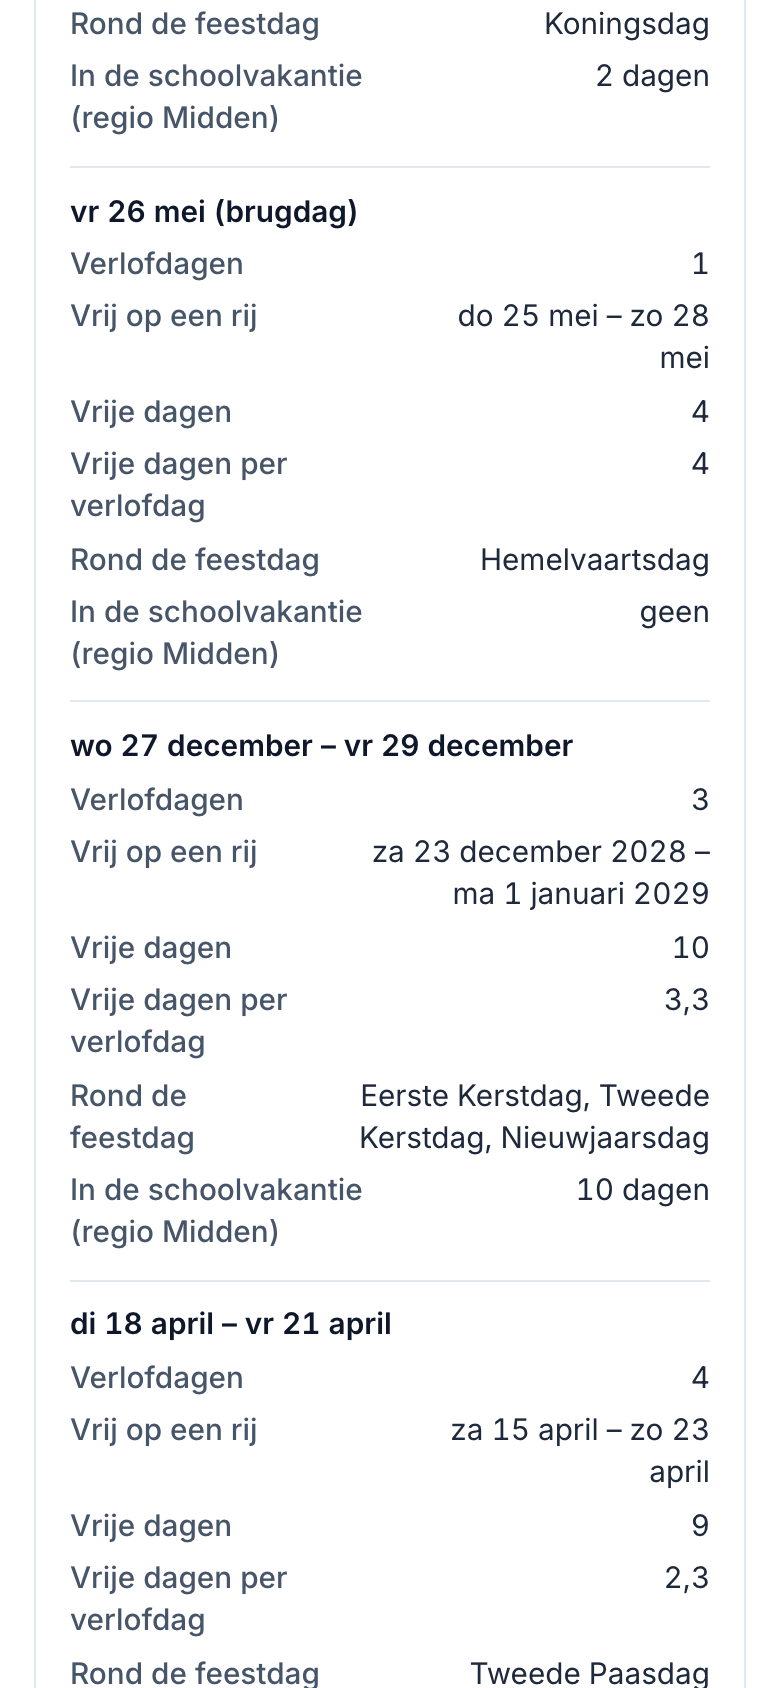 Rond de feestdag Koningsdag
In de schoolvakantie 2 dagen
(regio Midden)
vr 26 mei (brugdag)
Verlofdagen 1
Vrij op een rij do 25 mei – zo 28
mei
Vrije dagen 4
Vrije dagen per 4
verlofdag
Rond de feestdag Hemelvaartsdag
In de schoolvakantie geen
(regio Midden)
wo 27 december – vr 29 december
Verlofdagen 3
Vrij op een rij za 23 december 2028 –
ma 1 januari 2029
Vrije dagen 10
Vrije dagen per 3,3
verlofdag
Rond de Eerste Kerstdag, Tweede
feestdag Kerstdag, Nieuwjaarsdag
In de schoolvakantie 10 dagen
(regio Midden)
di 18 april – vr 21 april
Verlofdagen 4
Vrij op een rij za 15 april – zo 23
april
Vrije dagen 9
Vrije dagen per 2,3
verlofdag
Rond de feestdag Tweede Paasdag